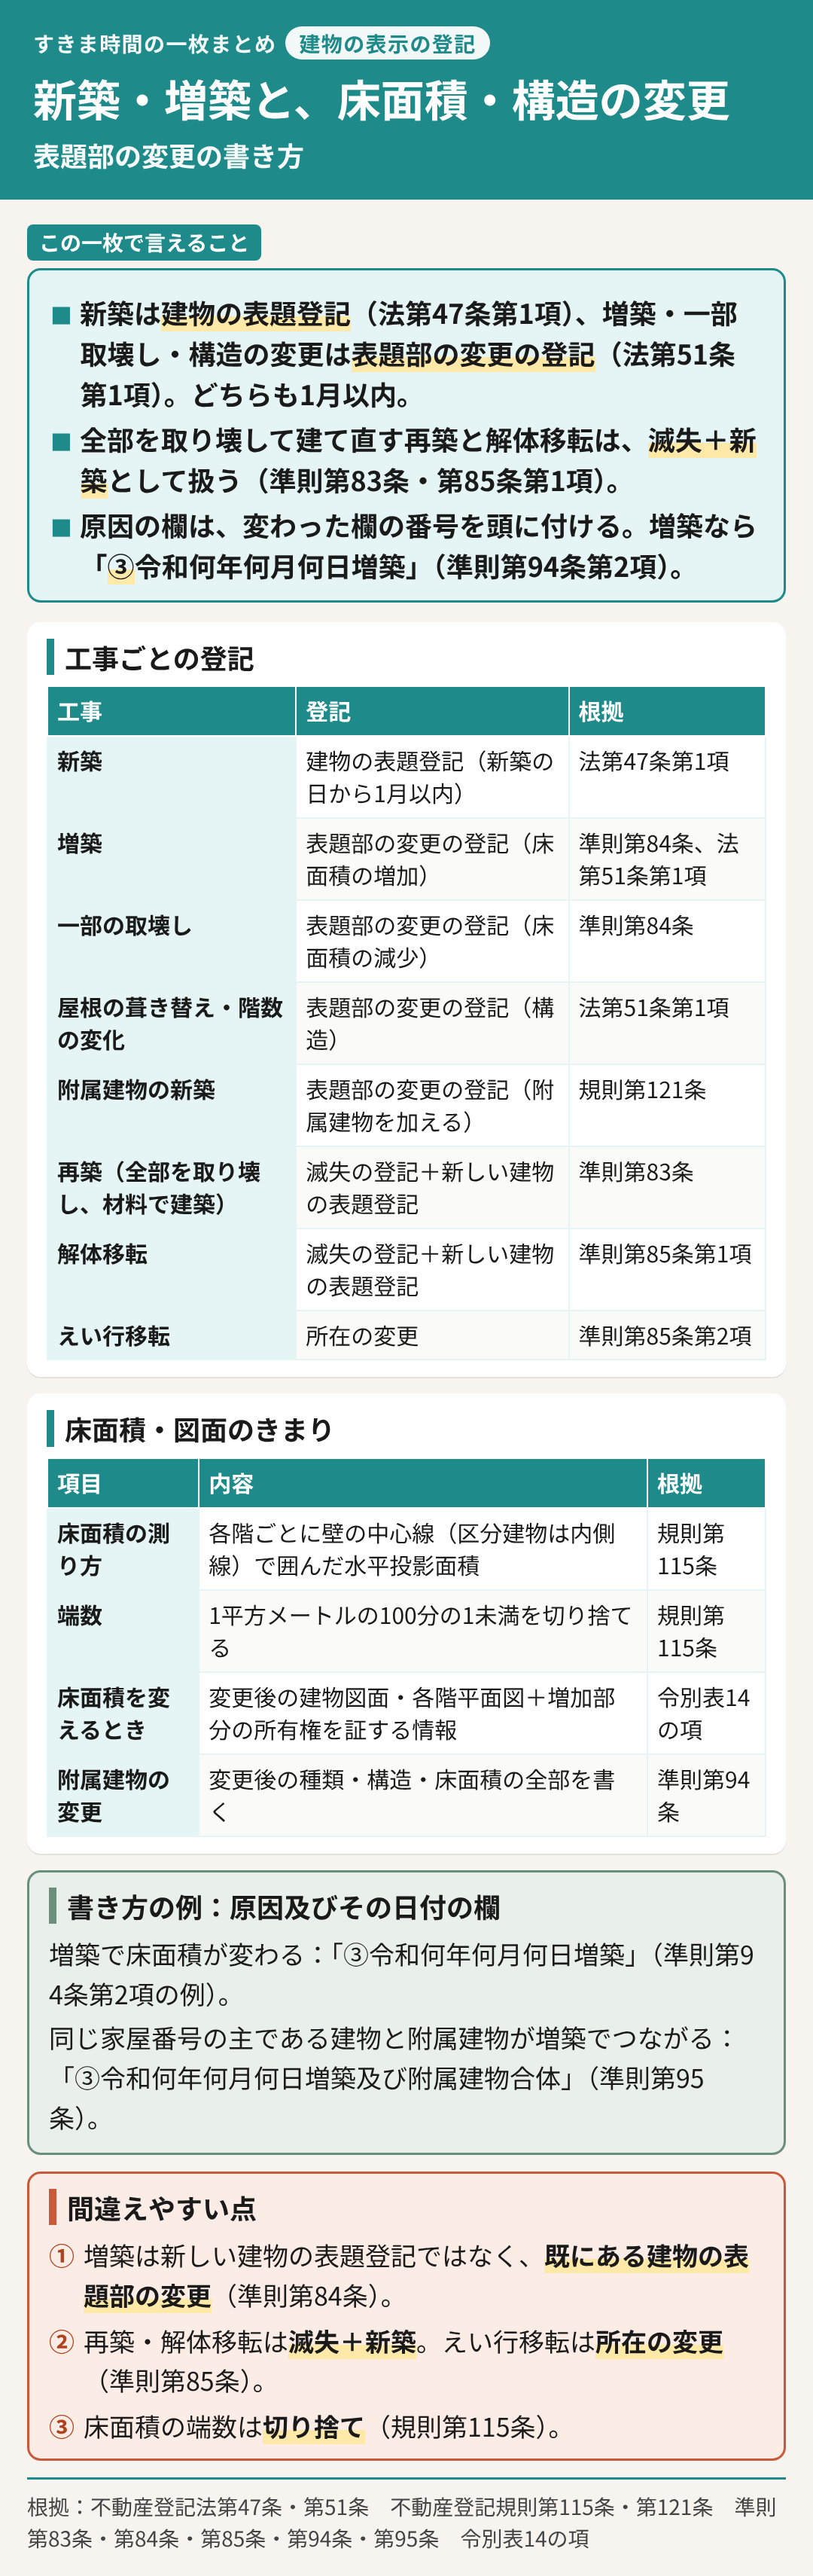 すきま時間の一枚まとめ 建物の表示の登記
新築・増築と、床面積・構造の変更
表題部の変更の書き方
この一枚で言えること
■ 新築は建物の表題登記（法第47条第1項）、増築・一部
取壊し・構造の変更は表題部の変更の登記（法第51条
第1項）。どちらも1月以内。
■ 全部を取り壊して建て直す再築と解体移転は、滅失＋新
築として扱う（準則第83条・第85条第1項）。
■ 原因の欄は、変わった欄の番号を頭に付ける。増築なら
「③令和何年何月何日増築」（準則第94条第2項）。
工事ごとの登記
工事 登記 根拠
新築 建物の表題登記（新築の 法第47条第1項
日から1月以内）
増築 表題部の変更の登記（床 準則第84条、法
面積の増加） 第51条第1項
一部の取壊し 表題部の変更の登記（床 準則第84条
面積の減少）
屋根の葺き替え・階数 表題部の変更の登記（構 法第51条第1項
の変化 造）
附属建物の新築 表題部の変更の登記（附 規則第121条
属建物を加える）
再築（全部を取り壊 滅失の登記＋新しい建物 準則第83条
し、材料で建築） の表題登記
解体移転 滅失の登記＋新しい建物 準則第85条第1項
の表題登記
えい行移転 所在の変更 準則第85条第2項
床面積・図面のきまり
項目 内容 根拠
床面積の測 各階ごとに壁の中心線（区分建物は内側 規則第
り方 線）で囲んだ水平投影面積 115条
端数 1平方メートルの100分の1未満を切り捨て 規則第
る 115条
床面積を変 変更後の建物図面・各階平面図＋増加部 令別表14
えるとき 分の所有権を証する情報 の項
附属建物の 変更後の種類・構造・床面積の全部を書 準則第94
変更 く 条
書き方の例：原因及びその日付の欄
増築で床面積が変わる：「③令和何年何月何日増築」（準則第9
4条第2項の例）。
同じ家屋番号の主である建物と附属建物が増築でつながる：
「③令和何年何月何日増築及び附属建物合体」（準則第95
条）。
間違えやすい点
① 増築は新しい建物の表題登記ではなく、既にある建物の表
題部の変更（準則第84条）。
② 再築・解体移転は滅失＋新築。えい行移転は所在の変更
（準則第85条）。
③ 床面積の端数は切り捨て（規則第115条）。
根拠：不動産登記法第47条・第51条　不動産登記規則第115条・第121条　準則
第83条・第84条・第85条・第94条・第95条　令別表14の項